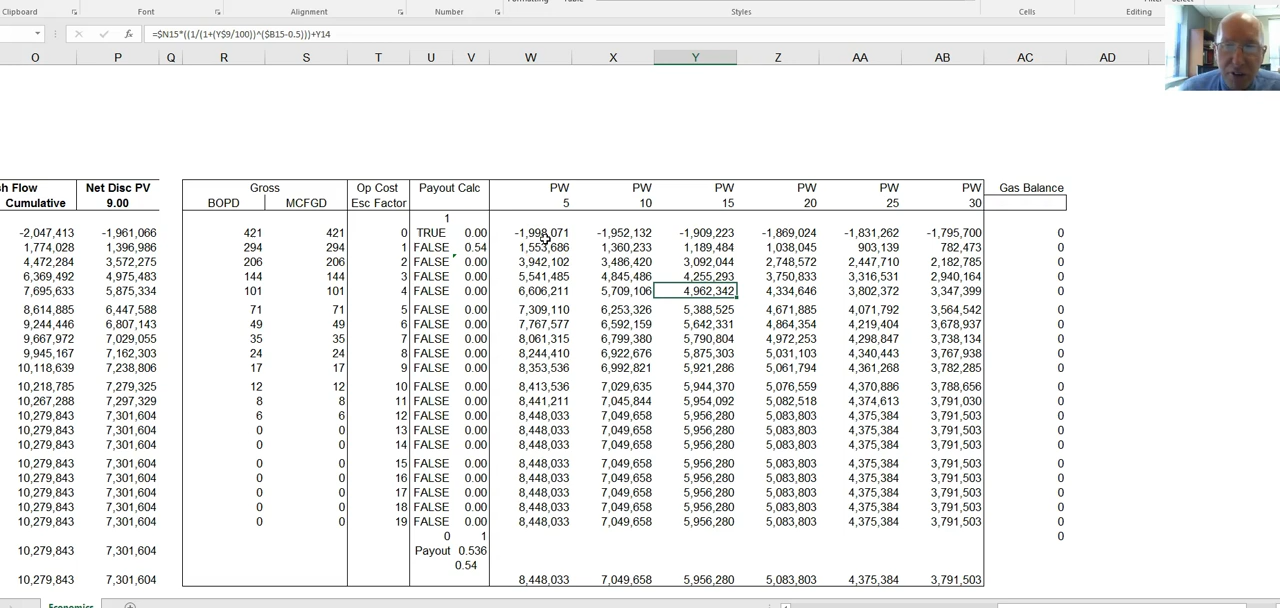 Clipboard Font Alignment Number Styles Cells Editing
fx =$N15*((1/(1+(Y$9/100))^($B15-0.5)))+Y14
O P Q R S T U V W X Y Z AA AB AC AD
sh Flow Net Disc PV Gross Op Cost Payout Calc PW PW PW PW PW PW Gas Balance
Cumulative 9.00 BOPD MCFGD Esc Factor 5 10 15 20 25 30
1
-2,047,413 -1,961,066 421 421 0 TRUE 0.00 -1,998,071 -1,952,132 -1,909,223 -1,869,024 -1,831,262 -1,795,700 0
1,774,028 1,396,986 294 294 1 FALSE 0.54 1,553,686 1,360,233 1,189,484 1,038,045 903,139 782,473 0
4,472,284 3,572,275 206 206 2 FALSE 0.00 3,942,102 3,486,420 3,092,044 2,748,572 2,447,710 2,182,785 0
6,369,492 4,975,483 144 144 3 FALSE 0.00 5,541,485 4,845,486 4,255,293 3,750,833 3,316,531 2,940,164 0
7,695,633 5,875,334 101 101 4 FALSE 0.00 6,606,211 5,709,106 4,962,342 4,334,646 3,802,372 3,347,399 0
8,614,885 6,447,588 71 71 5 FALSE 0.00 7,309,110 6,253,326 5,388,525 4,671,885 4,071,792 3,564,542 0
9,244,446 6,807,143 49 49 6 FALSE 0.00 7,767,577 6,592,159 5,642,331 4,864,354 4,219,404 3,678,937 0
9,667,972 7,029,055 35 35 7 FALSE 0.00 8,061,315 6,799,380 5,790,804 4,972,253 4,298,847 3,738,134 0
9,945,167 7,162,303 24 24 8 FALSE 0.00 8,244,410 6,922,676 5,875,303 5,031,103 4,340,443 3,767,938 0
10,118,639 7,238,806 17 17 9 FALSE 0.00 8,353,536 6,992,821 5,921,286 5,061,794 4,361,268 3,782,285 0
10,218,785 7,279,325 12 12 10 FALSE 0.00 8,413,536 7,029,635 5,944,370 5,076,559 4,370,886 3,788,656 0
10,267,288 7,297,329 8 8 11 FALSE 0.00 8,441,211 7,045,844 5,954,092 5,082,518 4,374,613 3,791,030 0
10,279,843 7,301,604 6 6 12 FALSE 0.00 8,448,033 7,049,658 5,956,280 5,083,803 4,375,384 3,791,503 0
10,279,843 7,301,604 0 0 13 FALSE 0.00 8,448,033 7,049,658 5,956,280 5,083,803 4,375,384 3,791,503 0
10,279,843 7,301,604 0 0 14 FALSE 0.00 8,448,033 7,049,658 5,956,280 5,083,803 4,375,384 3,791,503 0
10,279,843 7,301,604 0 0 15 FALSE 0.00 8,448,033 7,049,658 5,956,280 5,083,803 4,375,384 3,791,503 0
10,279,843 7,301,604 0 0 16 FALSE 0.00 8,448,033 7,049,658 5,956,280 5,083,803 4,375,384 3,791,503 0
10,279,843 7,301,604 0 0 17 FALSE 0.00 8,448,033 7,049,658 5,956,280 5,083,803 4,375,384 3,791,503 0
10,279,843 7,301,604 0 0 18 FALSE 0.00 8,448,033 7,049,658 5,956,280 5,083,803 4,375,384 3,791,503 0
10,279,843 7,301,604 0 0 19 FALSE 0.00 8,448,033 7,049,658 5,956,280 5,083,803 4,375,384 3,791,503 0
0 1 0
10,279,843 7,301,604 Payout 0.536
0.54
10,279,843 7,301,604 8,448,033 7,049,658 5,956,280 5,083,803 4,375,384 3,791,503
Economics